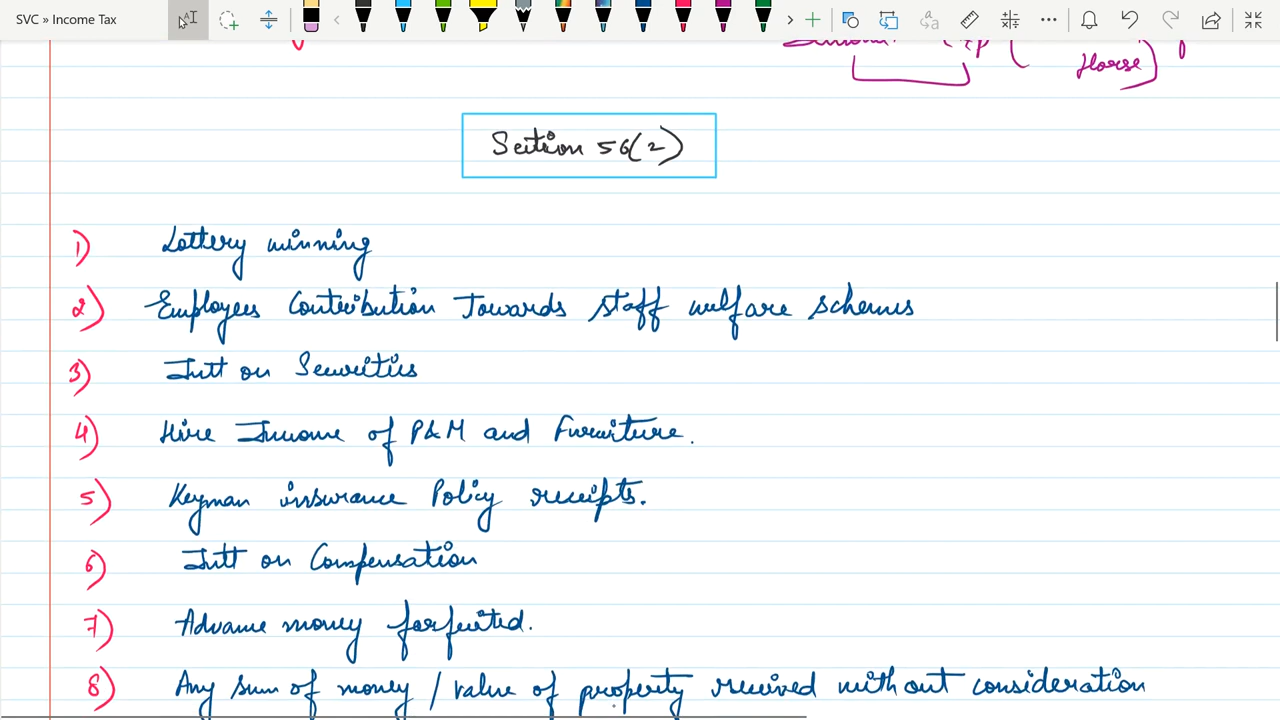 SVC » Income Tax
Horse
Section 56(2)
1) Lottery winning
2) Employees Contribution Towards staff welfare schemes
3) Intt on Securities
4) Hire Income of P&M and Furniture.
5) Keyman insurance Policy receipts.
6) Intt on Compensation
7) Advance money forfeited.
8) Any sum of money / value of property received without consideration